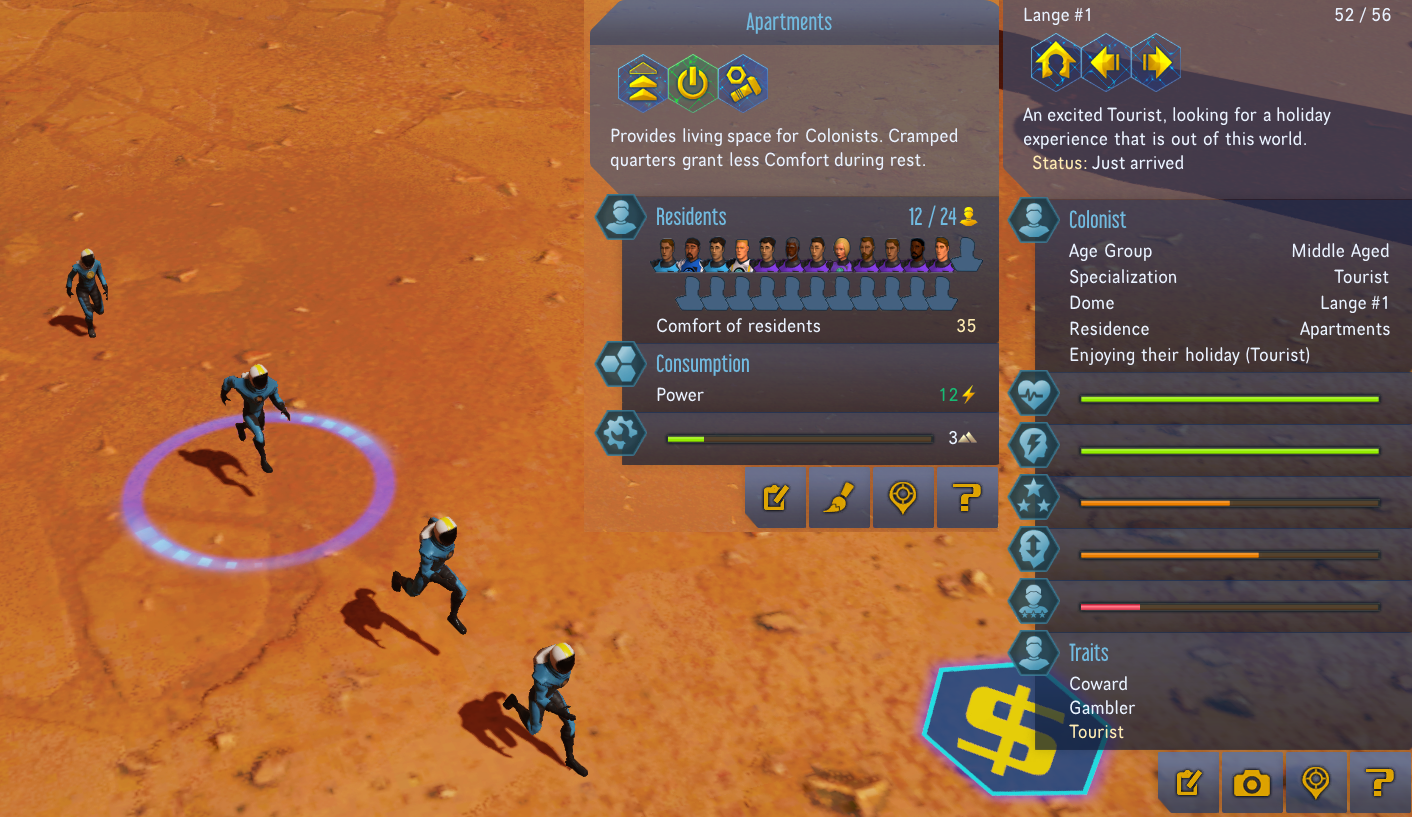 Apartments
Provides living space for Colonists. Cramped
quarters grant less Comfort during rest.
Residents 12 / 24
Comfort of residents 35
Consumption
Power 12
3
?
Lange #1 52 / 56
An excited Tourist, looking for a holiday
experience that is out of this world.
Status: Just arrived
Colonist
Age Group Middle Aged
Specialization Tourist
Dome Lange #1
Residence Apartments
Enjoying their holiday (Tourist)
Traits
Coward
Gambler
Tourist
$
?